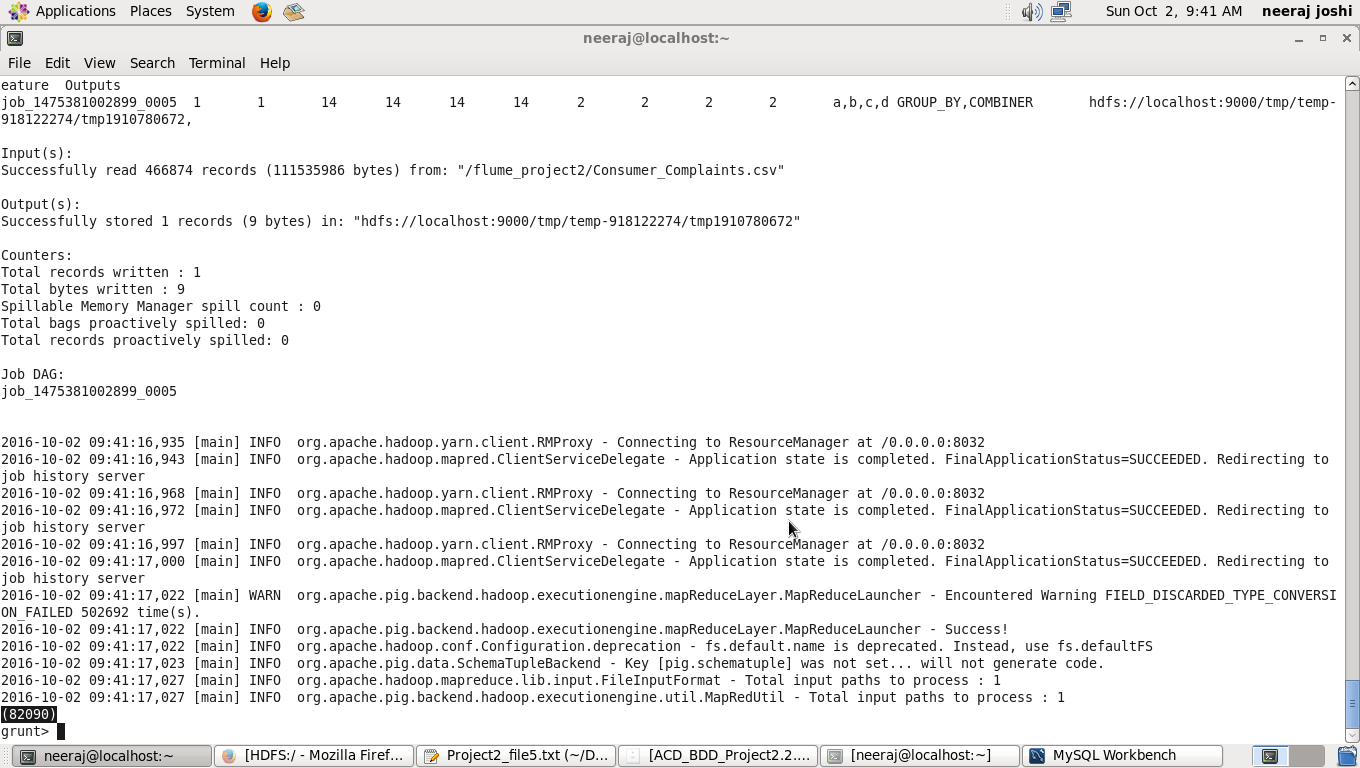 Applications Places System Sun Oct 2, 9:41 AM neeraj joshi
neeraj@localhost:~
File Edit View Search Terminal Help
eature  Outputs
job_1475381002899_0005  1       1       14      14      14      14      2       2       2       2       a,b,c,d GROUP_BY,COMBINER       hdfs://localhost:9000/tmp/temp-
918122274/tmp1910780672,
Input(s):
Successfully read 466874 records (111535986 bytes) from: "/flume_project2/Consumer_Complaints.csv"
Output(s):
Successfully stored 1 records (9 bytes) in: "hdfs://localhost:9000/tmp/temp-918122274/tmp1910780672"
Counters:
Total records written : 1
Total bytes written : 9
Spillable Memory Manager spill count : 0
Total bags proactively spilled: 0
Total records proactively spilled: 0
Job DAG:
job_1475381002899_0005
2016-10-02 09:41:16,935 [main] INFO  org.apache.hadoop.yarn.client.RMProxy - Connecting to ResourceManager at /0.0.0.0:8032
2016-10-02 09:41:16,943 [main] INFO  org.apache.hadoop.mapred.ClientServiceDelegate - Application state is completed. FinalApplicationStatus=SUCCEEDED. Redirecting to
job history server
2016-10-02 09:41:16,968 [main] INFO  org.apache.hadoop.yarn.client.RMProxy - Connecting to ResourceManager at /0.0.0.0:8032
2016-10-02 09:41:16,972 [main] INFO  org.apache.hadoop.mapred.ClientServiceDelegate - Application state is completed. FinalApplicationStatus=SUCCEEDED. Redirecting to
job history server
2016-10-02 09:41:16,997 [main] INFO  org.apache.hadoop.yarn.client.RMProxy - Connecting to ResourceManager at /0.0.0.0:8032
2016-10-02 09:41:17,000 [main] INFO  org.apache.hadoop.mapred.ClientServiceDelegate - Application state is completed. FinalApplicationStatus=SUCCEEDED. Redirecting to
job history server
2016-10-02 09:41:17,022 [main] WARN  org.apache.pig.backend.hadoop.executionengine.mapReduceLayer.MapReduceLauncher - Encountered Warning FIELD_DISCARDED_TYPE_CONVERSI
ON_FAILED 502692 time(s).
2016-10-02 09:41:17,022 [main] INFO  org.apache.pig.backend.hadoop.executionengine.mapReduceLayer.MapReduceLauncher - Success!
2016-10-02 09:41:17,022 [main] INFO  org.apache.hadoop.conf.Configuration.deprecation - fs.default.name is deprecated. Instead, use fs.defaultFS
2016-10-02 09:41:17,023 [main] INFO  org.apache.pig.data.SchemaTupleBackend - Key [pig.schematuple] was not set... will not generate code.
2016-10-02 09:41:17,027 [main] INFO  org.apache.hadoop.mapreduce.lib.input.FileInputFormat - Total input paths to process : 1
2016-10-02 09:41:17,027 [main] INFO  org.apache.pig.backend.hadoop.executionengine.util.MapRedUtil - Total input paths to process : 1
(82090)
grunt>
neeraj@localhost:~ [HDFS:/ - Mozilla Firef... Project2_file5.txt (~/D... [ACD_BDD_Project2.2.... [neeraj@localhost:~] MySQL Workbench